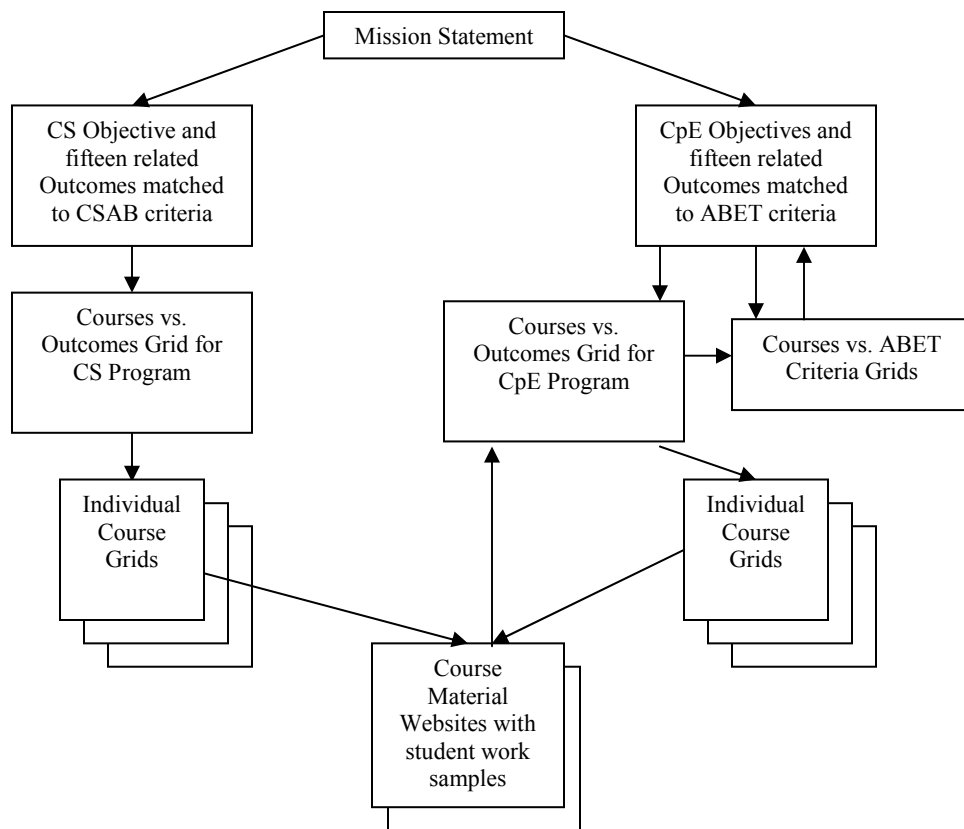 Mission Statement
CS Objective and
fifteen related
Outcomes matched
to CSAB criteria
CpE Objectives and
fifteen related
Outcomes matched
to ABET criteria
Courses vs.
Outcomes Grid for
CS Program
Courses vs.
Outcomes Grid for
CpE Program
Courses vs. ABET
Criteria Grids
Individual
Course
Grids
Individual
Course
Grids
Course
Material
Websites with
student work
samples